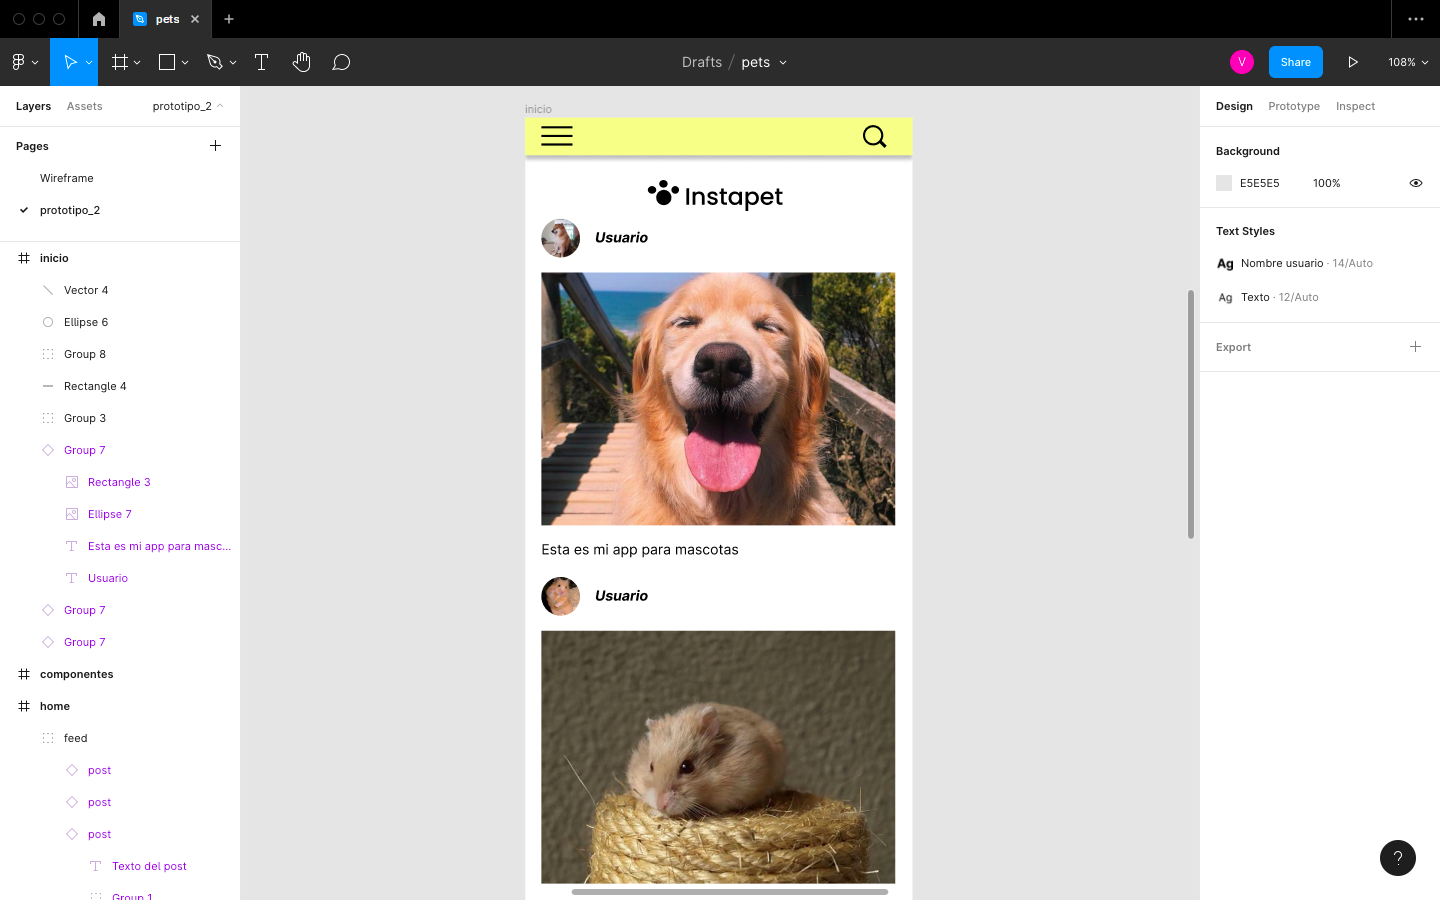 pets
V
Share
108%
Drafts / pets
Layers
Assets
prototipo_2
Pages
Wireframe
prototipo_2
inicio
Vector 4
Ellipse 6
Group 8
Rectangle 4
Group 3
Group 7
Rectangle 3
Ellipse 7
Esta es mi app para masc...
Usuario
Group 7
Group 7
componentes
home
feed
post
post
post
Texto del post
Group 1
inicio
Instapet
Usuario
Esta es mi app para mascotas
Usuario
Design
Prototype
Inspect
Background
E5E5E5 100%
Text Styles
Ag Nombre usuario · 14/Auto
Ag Texto · 12/Auto
Export
?